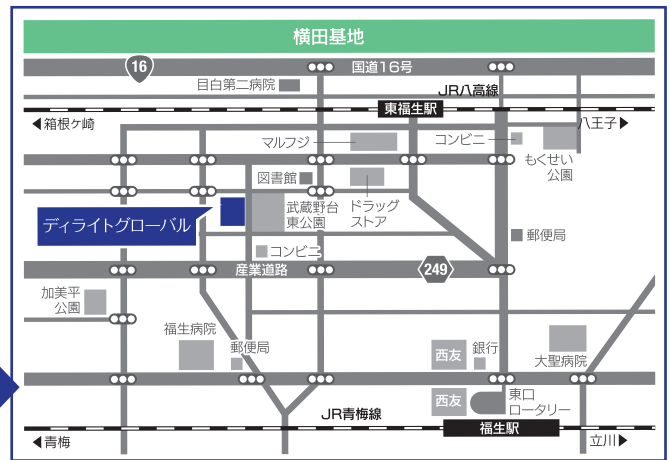 横田基地
16
国道16号
目白第二病院
JR八高線
東福生駅
箱根ヶ崎
八王子
マルフジ
コンビニ
もくせい
公園
図書館
ディライトグローバル
武蔵野台
東公園
ドラッグ
ストア
郵便局
コンビニ
産業道路
249
加美平
公園
福生病院
郵便局
西友
銀行
大聖病院
西友
東口
ロータリー
JR青梅線
青梅
福生駅
立川